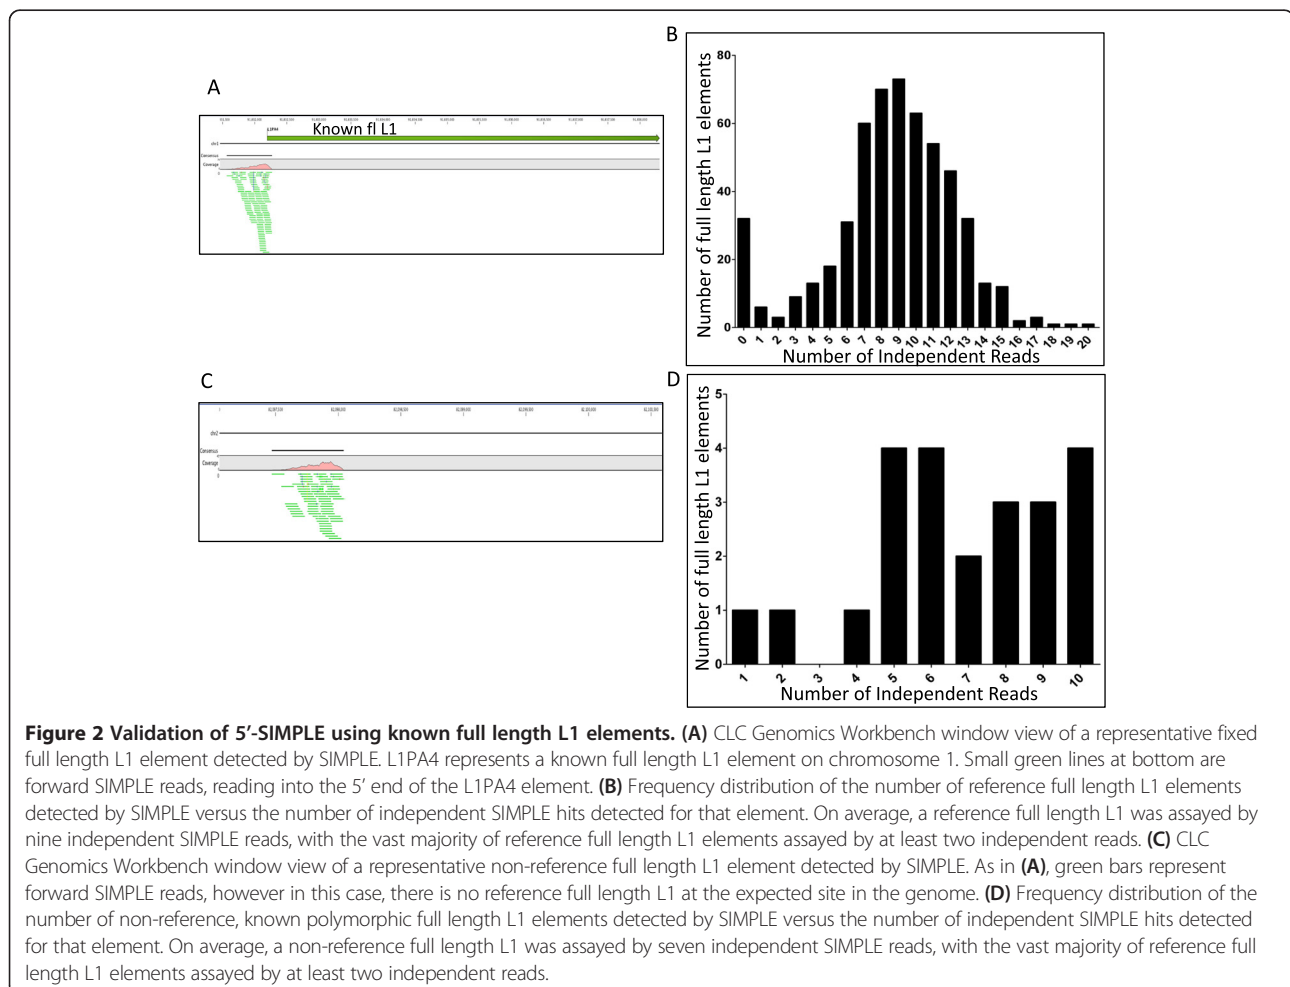 A
L1PA4
Known fl L1
chr1
Consensus
Coverage
B
Number of full length L1 elements
80
60
40
20
0
0 1 2 3 4 5 6 7 8 9 10 11 12 13 14 15 16 17 18 19 20
Number of Independent Reads
C
chr2
Consensus
Coverage
D
Number of full length L1 elements
5
4
3
2
1
0
1 2 3 4 5 6 7 8 9 10
Number of Independent Reads
Figure 2 Validation of 5′-SIMPLE using known full length L1 elements. (A) CLC Genomics Workbench window view of a representative fixed
full length L1 element detected by SIMPLE. L1PA4 represents a known full length L1 element on chromosome 1. Small green lines at bottom are
forward SIMPLE reads, reading into the 5′ end of the L1PA4 element. (B) Frequency distribution of the number of reference full length L1 elements
detected by SIMPLE versus the number of independent SIMPLE hits detected for that element. On average, a reference full length L1 was assayed by
nine independent SIMPLE reads, with the vast majority of reference full length L1 elements assayed by at least two independent reads. (C) CLC
Genomics Workbench window view of a representative non-reference full length L1 element detected by SIMPLE. As in (A), green bars represent
forward SIMPLE reads, however in this case, there is no reference full length L1 at the expected site in the genome. (D) Frequency distribution of the
number of non-reference, known polymorphic full length L1 elements detected by SIMPLE versus the number of independent SIMPLE hits detected
for that element. On average, a non-reference full length L1 was assayed by seven independent SIMPLE reads, with the vast majority of reference full
length L1 elements assayed by at least two independent reads.